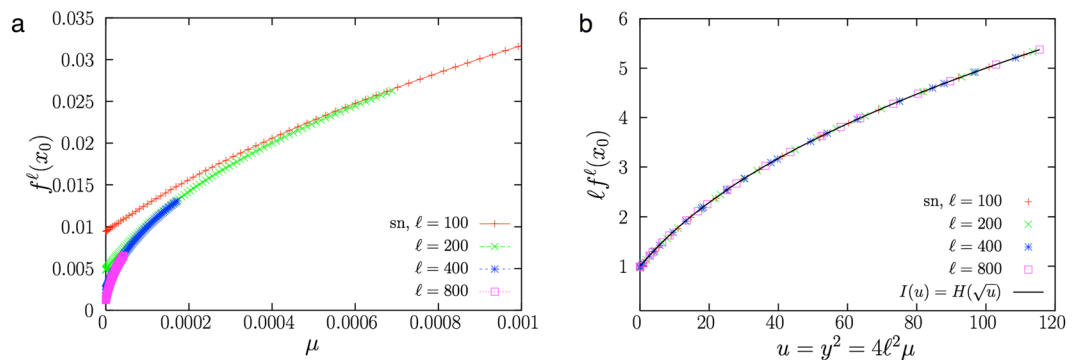 a
0.035
0.03
0.025
0.02
0.015
0.01
0.005
0
0 0.0002 0.0004 0.0006 0.0008 0.001
f^ℓ(x_0)
μ
sn, ℓ = 100
ℓ = 200
ℓ = 400
ℓ = 800
b
6
5
4
3
2
1
0 20 40 60 80 100 120
ℓ f^ℓ(x_0)
u = y^2 = 4ℓ^2μ
sn, ℓ = 100
ℓ = 200
ℓ = 400
ℓ = 800
I(u) = H(√u)